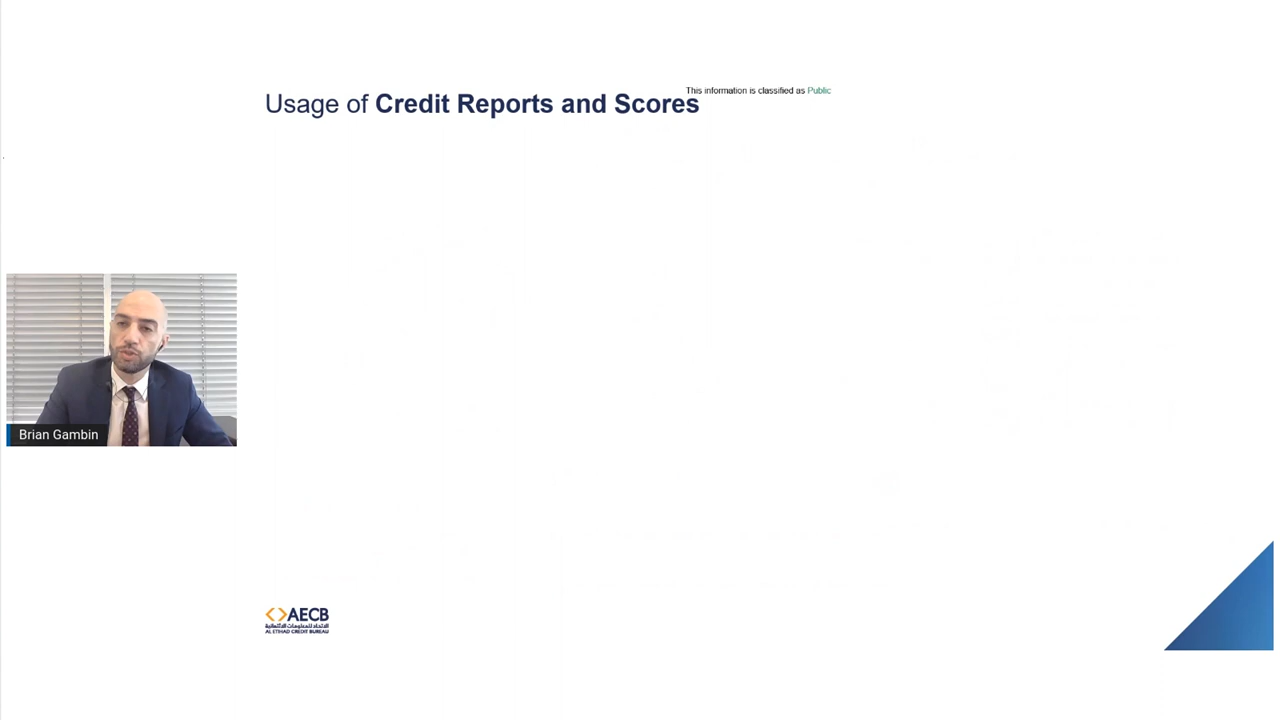 This information is classified as Public
Usage of Credit Reports and Scores
Brian Gambin
AECB
الاتحاد للمعلومات الائتمانية
AL ETIHAD CREDIT BUREAU